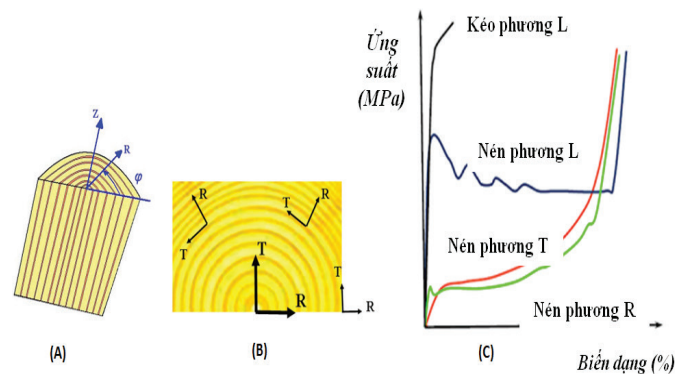 Z
R
φ
(A)
R
T
R
T
T
R
T
R
(B)
Ứng
suất
(MPa)
Kéo phương L
Nén phương L
Nén phương T
Nén phương R
(C)
Biến dạng (%)